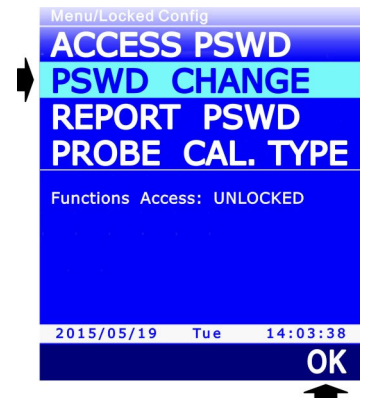 Menu/Locked Config
ACCESS PSWD
PSWD CHANGE
REPORT PSWD
PROBE CAL. TYPE
Functions Access: UNLOCKED
2015/05/19 Tue 14:03:38
OK